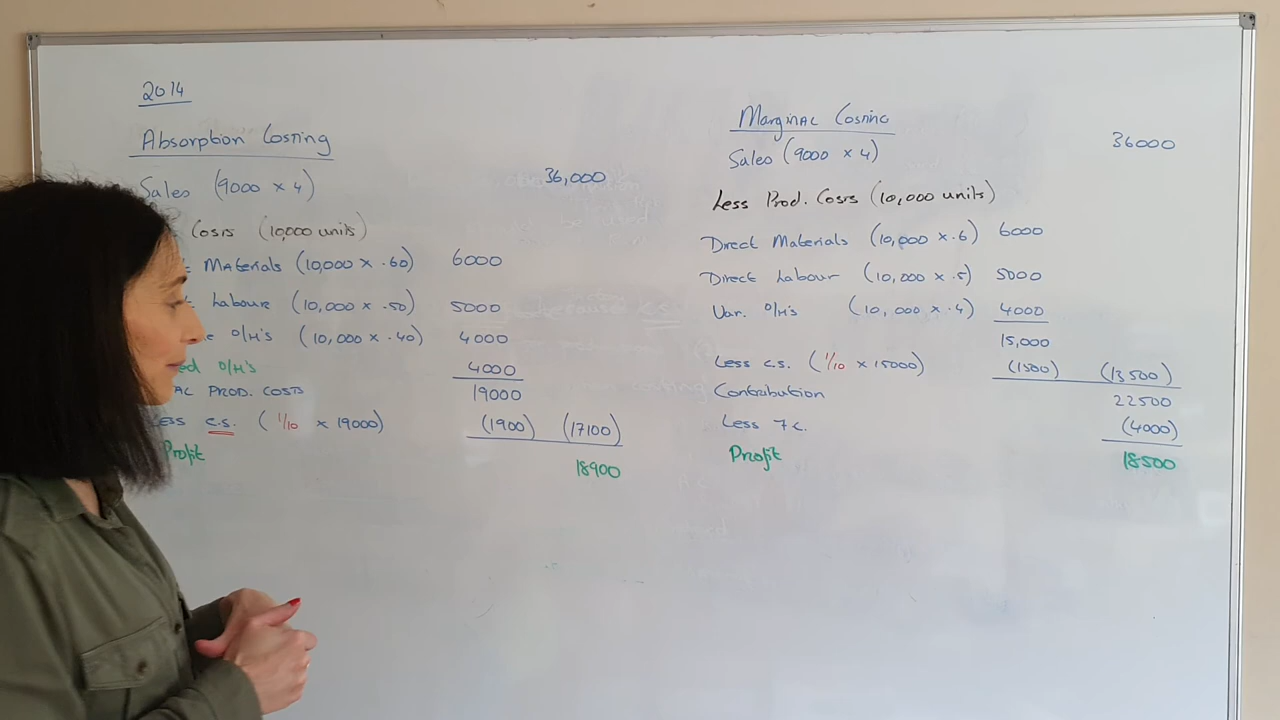 2014
Absorption Costing
Sales (9000 x 4) 36,000
Costs (10,000 units)
Materials (10,000 x .60) 6000
Labour (10,000 x .50) 5000
O/H's (10,000 x .40) 4000
O/H's 4000
PROD. COSTS 19000
c.s. (1/10 x 19000) (1900) (17100)
Profit 18900
Marginal Costing
Sales (9000 x 4) 36000
Less Prod. Costs (10,000 units)
Direct Materials (10,000 x .6) 6000
Direct Labour (10,000 x .5) 5000
Var. O/H's (10,000 x .4) 4000
15,000
Less c.s. (1/10 x 15000) (1500) (13500)
Contribution 22500
Less 7c. (4000)
Profit 18500